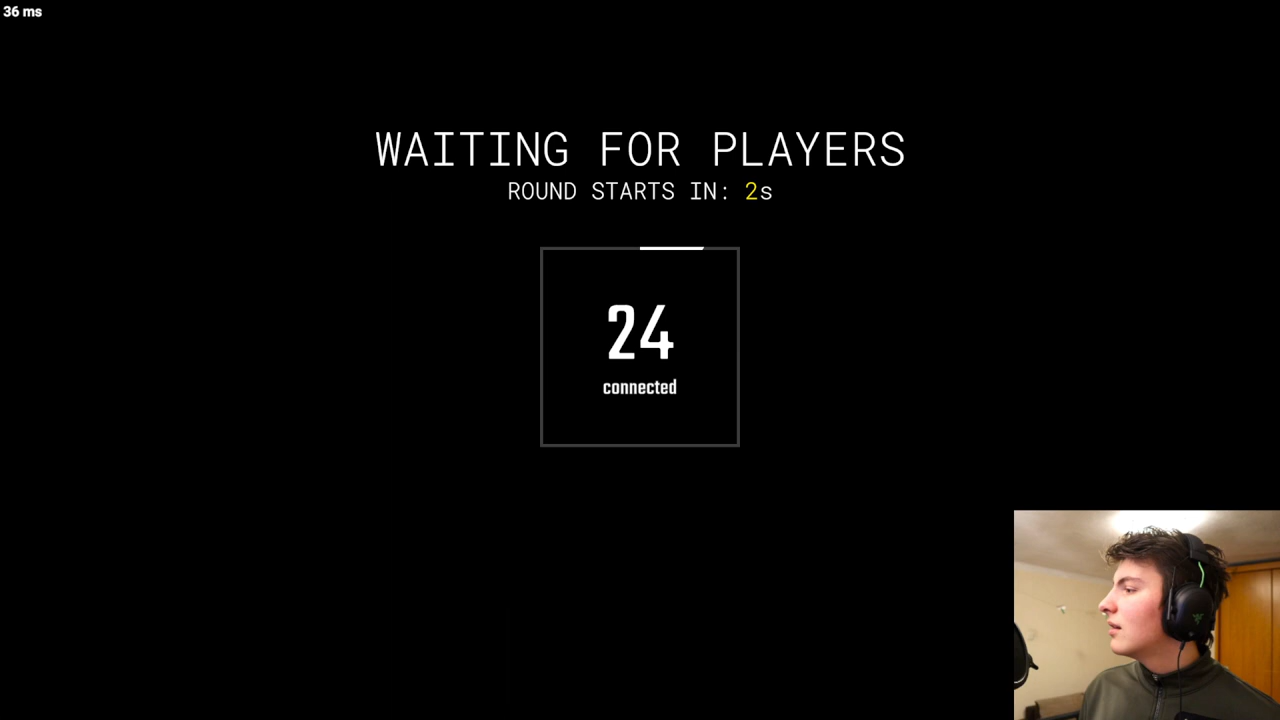 36 ms
WAITING FOR PLAYERS
ROUND STARTS IN: 2s
24
connected